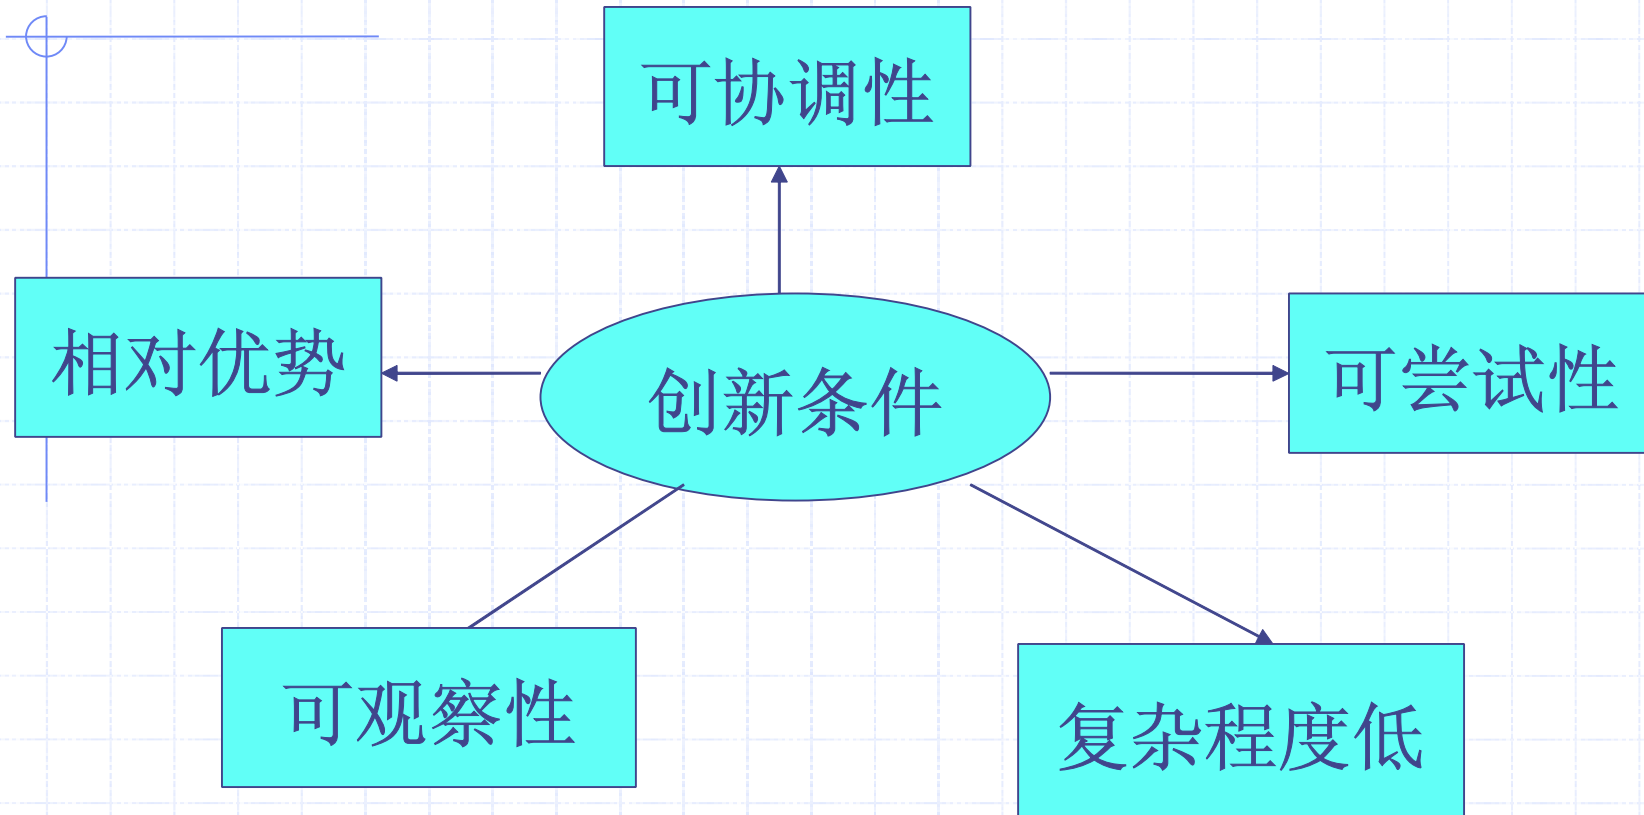 可协调性
相对优势
创新条件
可尝试性
可观察性
复杂程度低